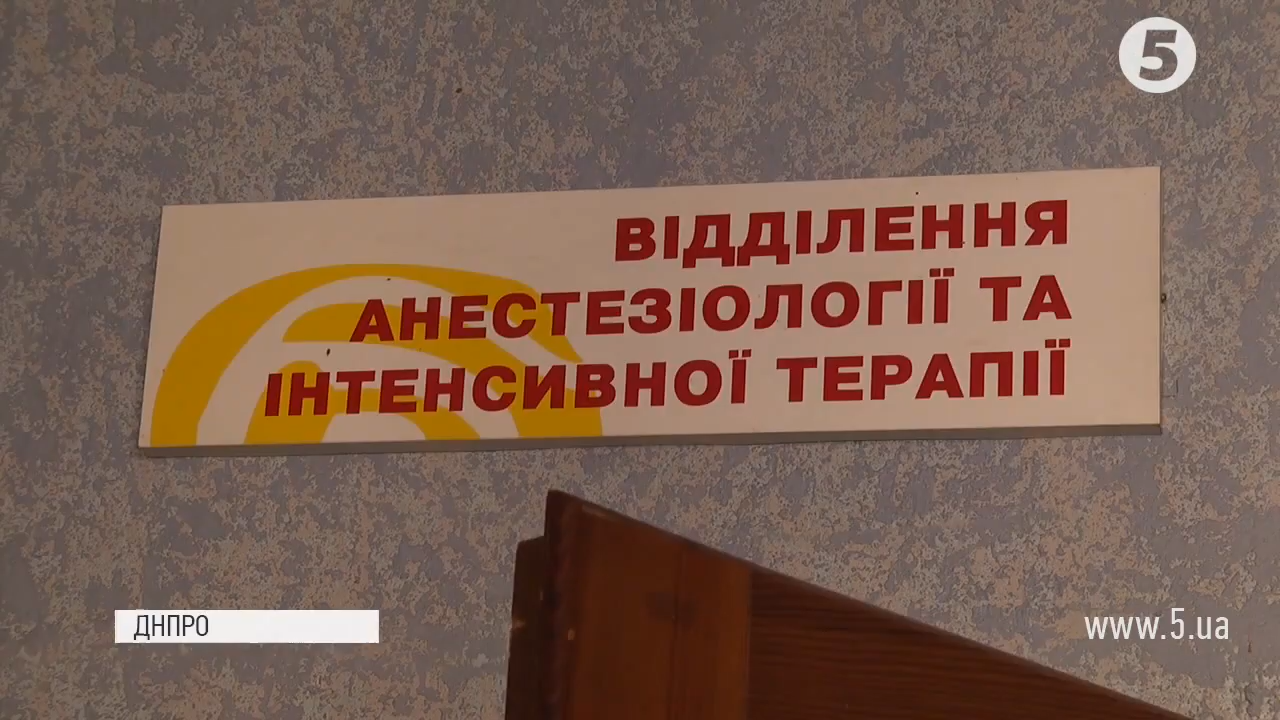 5
ВІДДІЛЕННЯ
АНЕСТЕЗІОЛОГІЇ ТА
ІНТЕНСИВНОЇ ТЕРАПІЇ
ДНПРО
www.5.ua